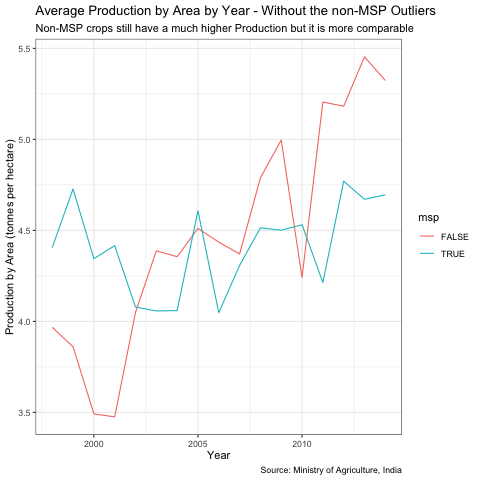 Average Production by Area by Year - Without the non-MSP Outliers
Non-MSP crops still have a much higher Production but it is more comparable
Production by Area (tonnes per hectare)
5.5
5.0
4.5
4.0
3.5
2000
2005
2010
Year
msp
FALSE
TRUE
Source: Ministry of Agriculture, India